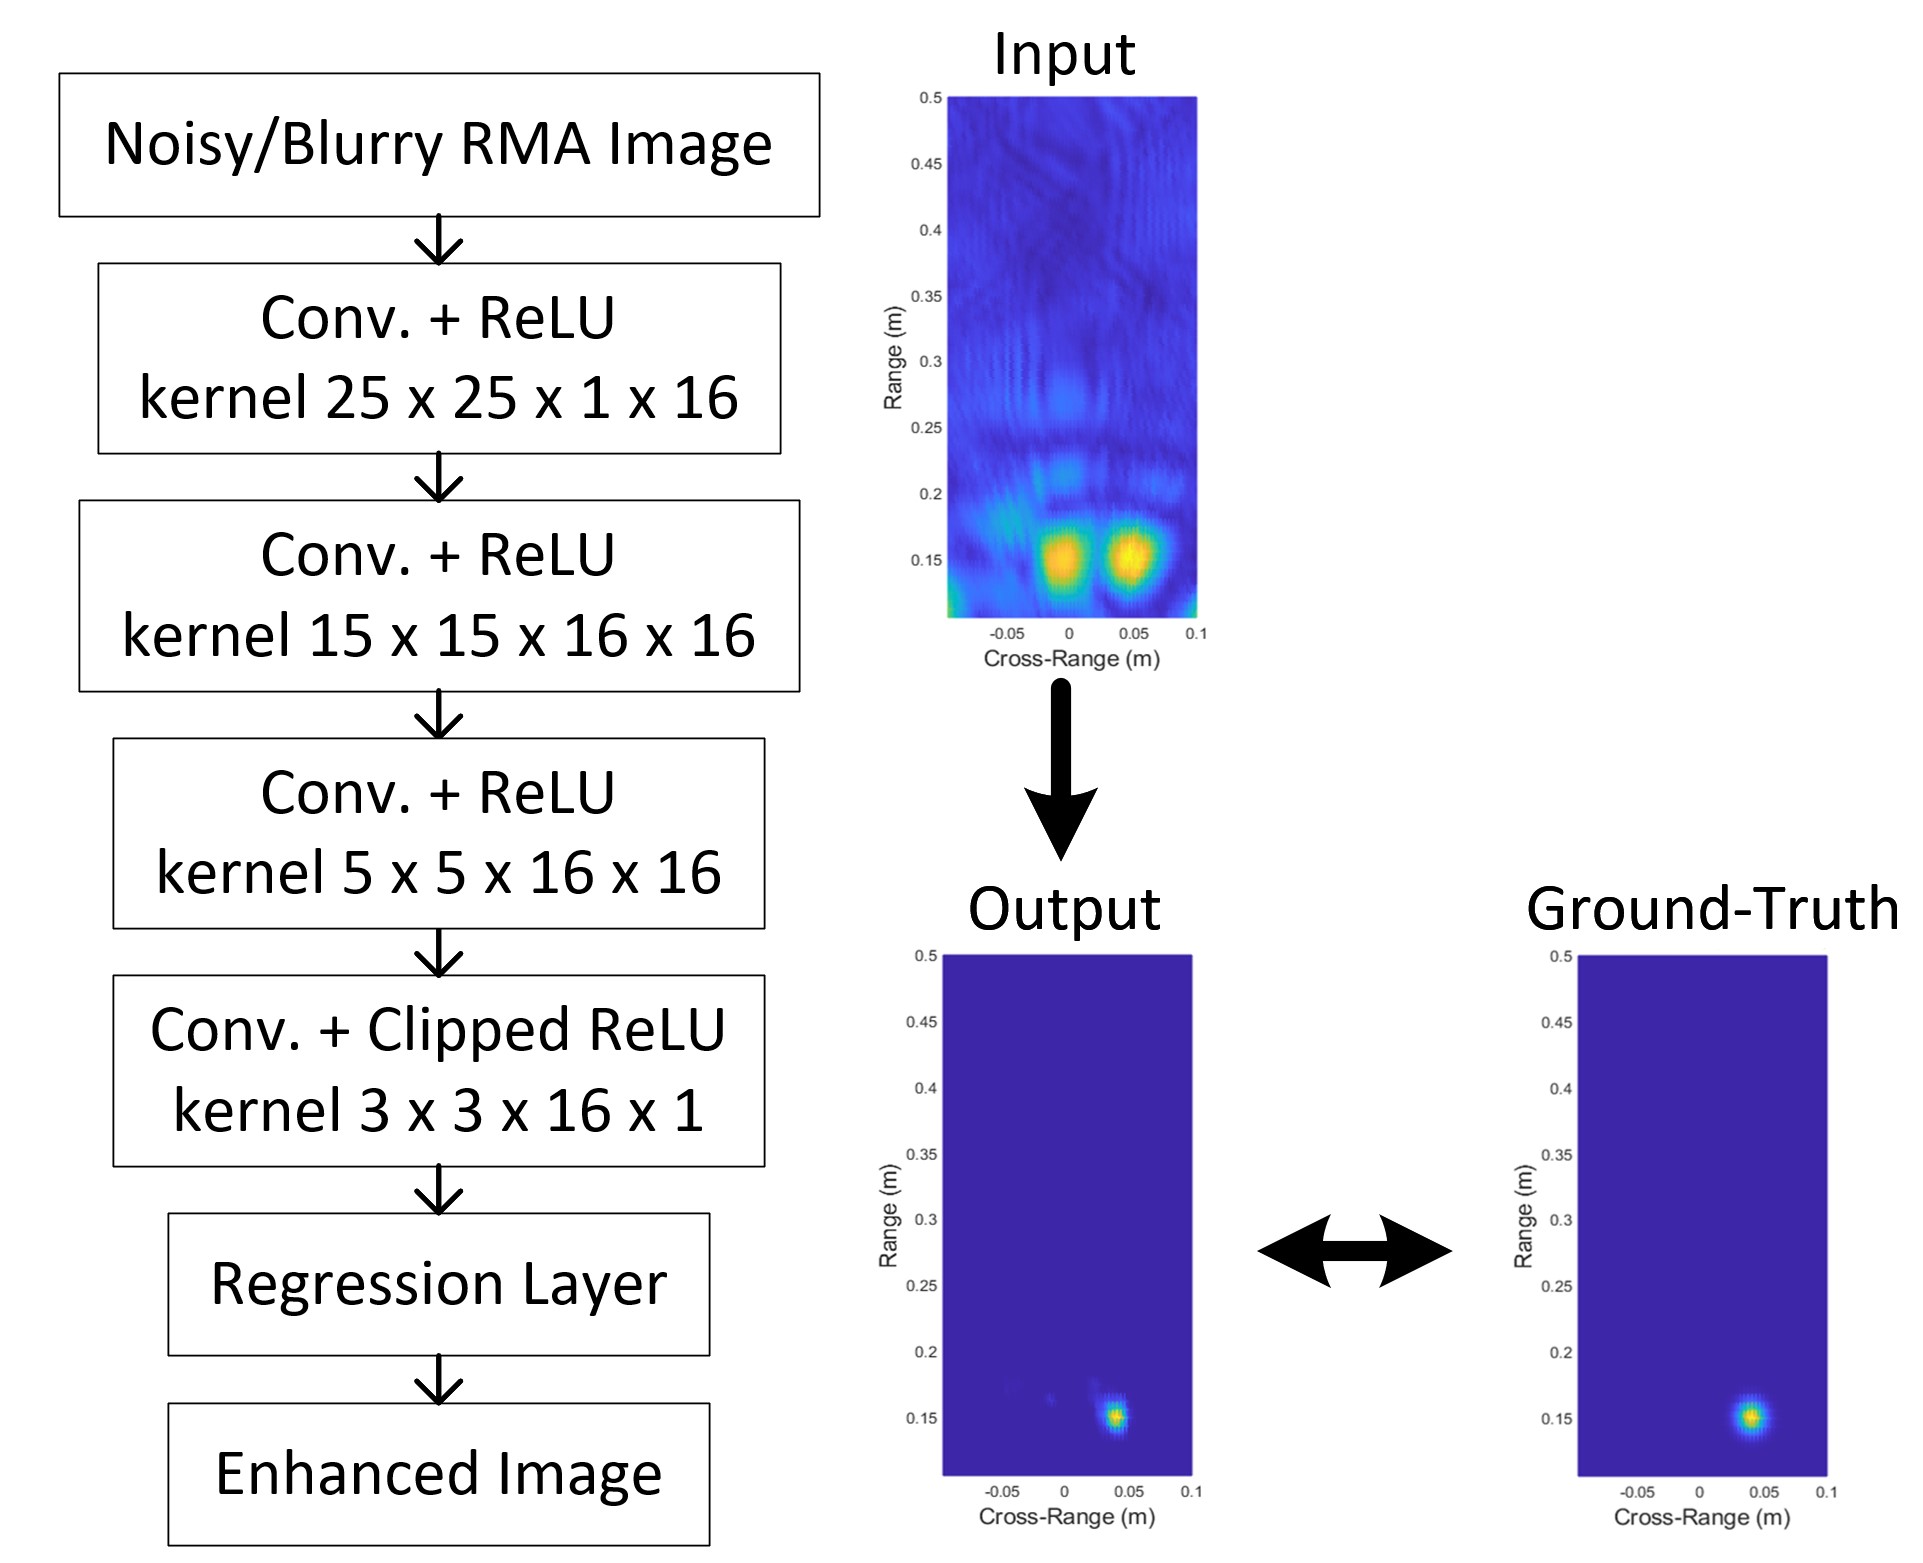 Noisy/Blurry RMA Image
Conv. + ReLU
kernel 25 x 25 x 1 x 16
Conv. + ReLU
kernel 15 x 15 x 16 x 16
Conv. + ReLU
kernel 5 x 5 x 16 x 16
Conv. + Clipped ReLU
kernel 3 x 3 x 16 x 1
Regression Layer
Enhanced Image
Input
0.5
0.45
0.4
0.35
0.3
0.25
0.2
0.15
Range (m)
-0.05 0 0.05 0.1
Cross-Range (m)
Output
0.5
0.45
0.4
0.35
0.3
0.25
0.2
0.15
Range (m)
-0.05 0 0.05 0.1
Cross-Range (m)
Ground-Truth
0.5
0.45
0.4
0.35
0.3
0.25
0.2
0.15
Range (m)
-0.05 0 0.05 0.1
Cross-Range (m)